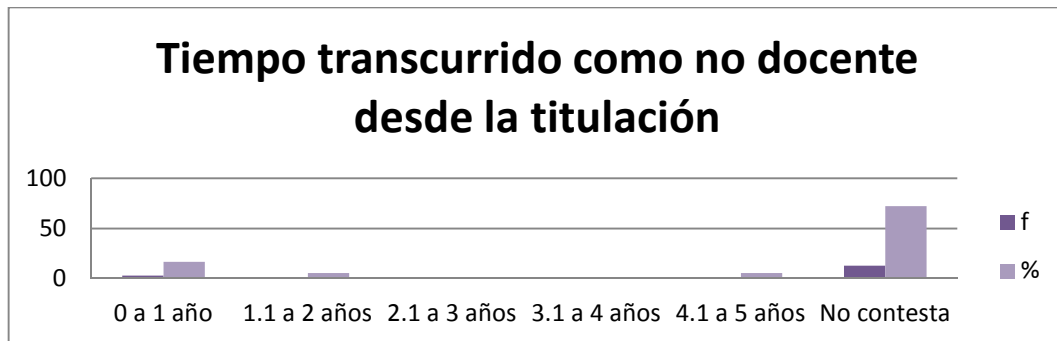 Tiempo transcurrido como no docente
desde la titulación
100
50
0
0 a 1 año 1.1 a 2 años 2.1 a 3 años 3.1 a 4 años 4.1 a 5 años No contesta
f
%